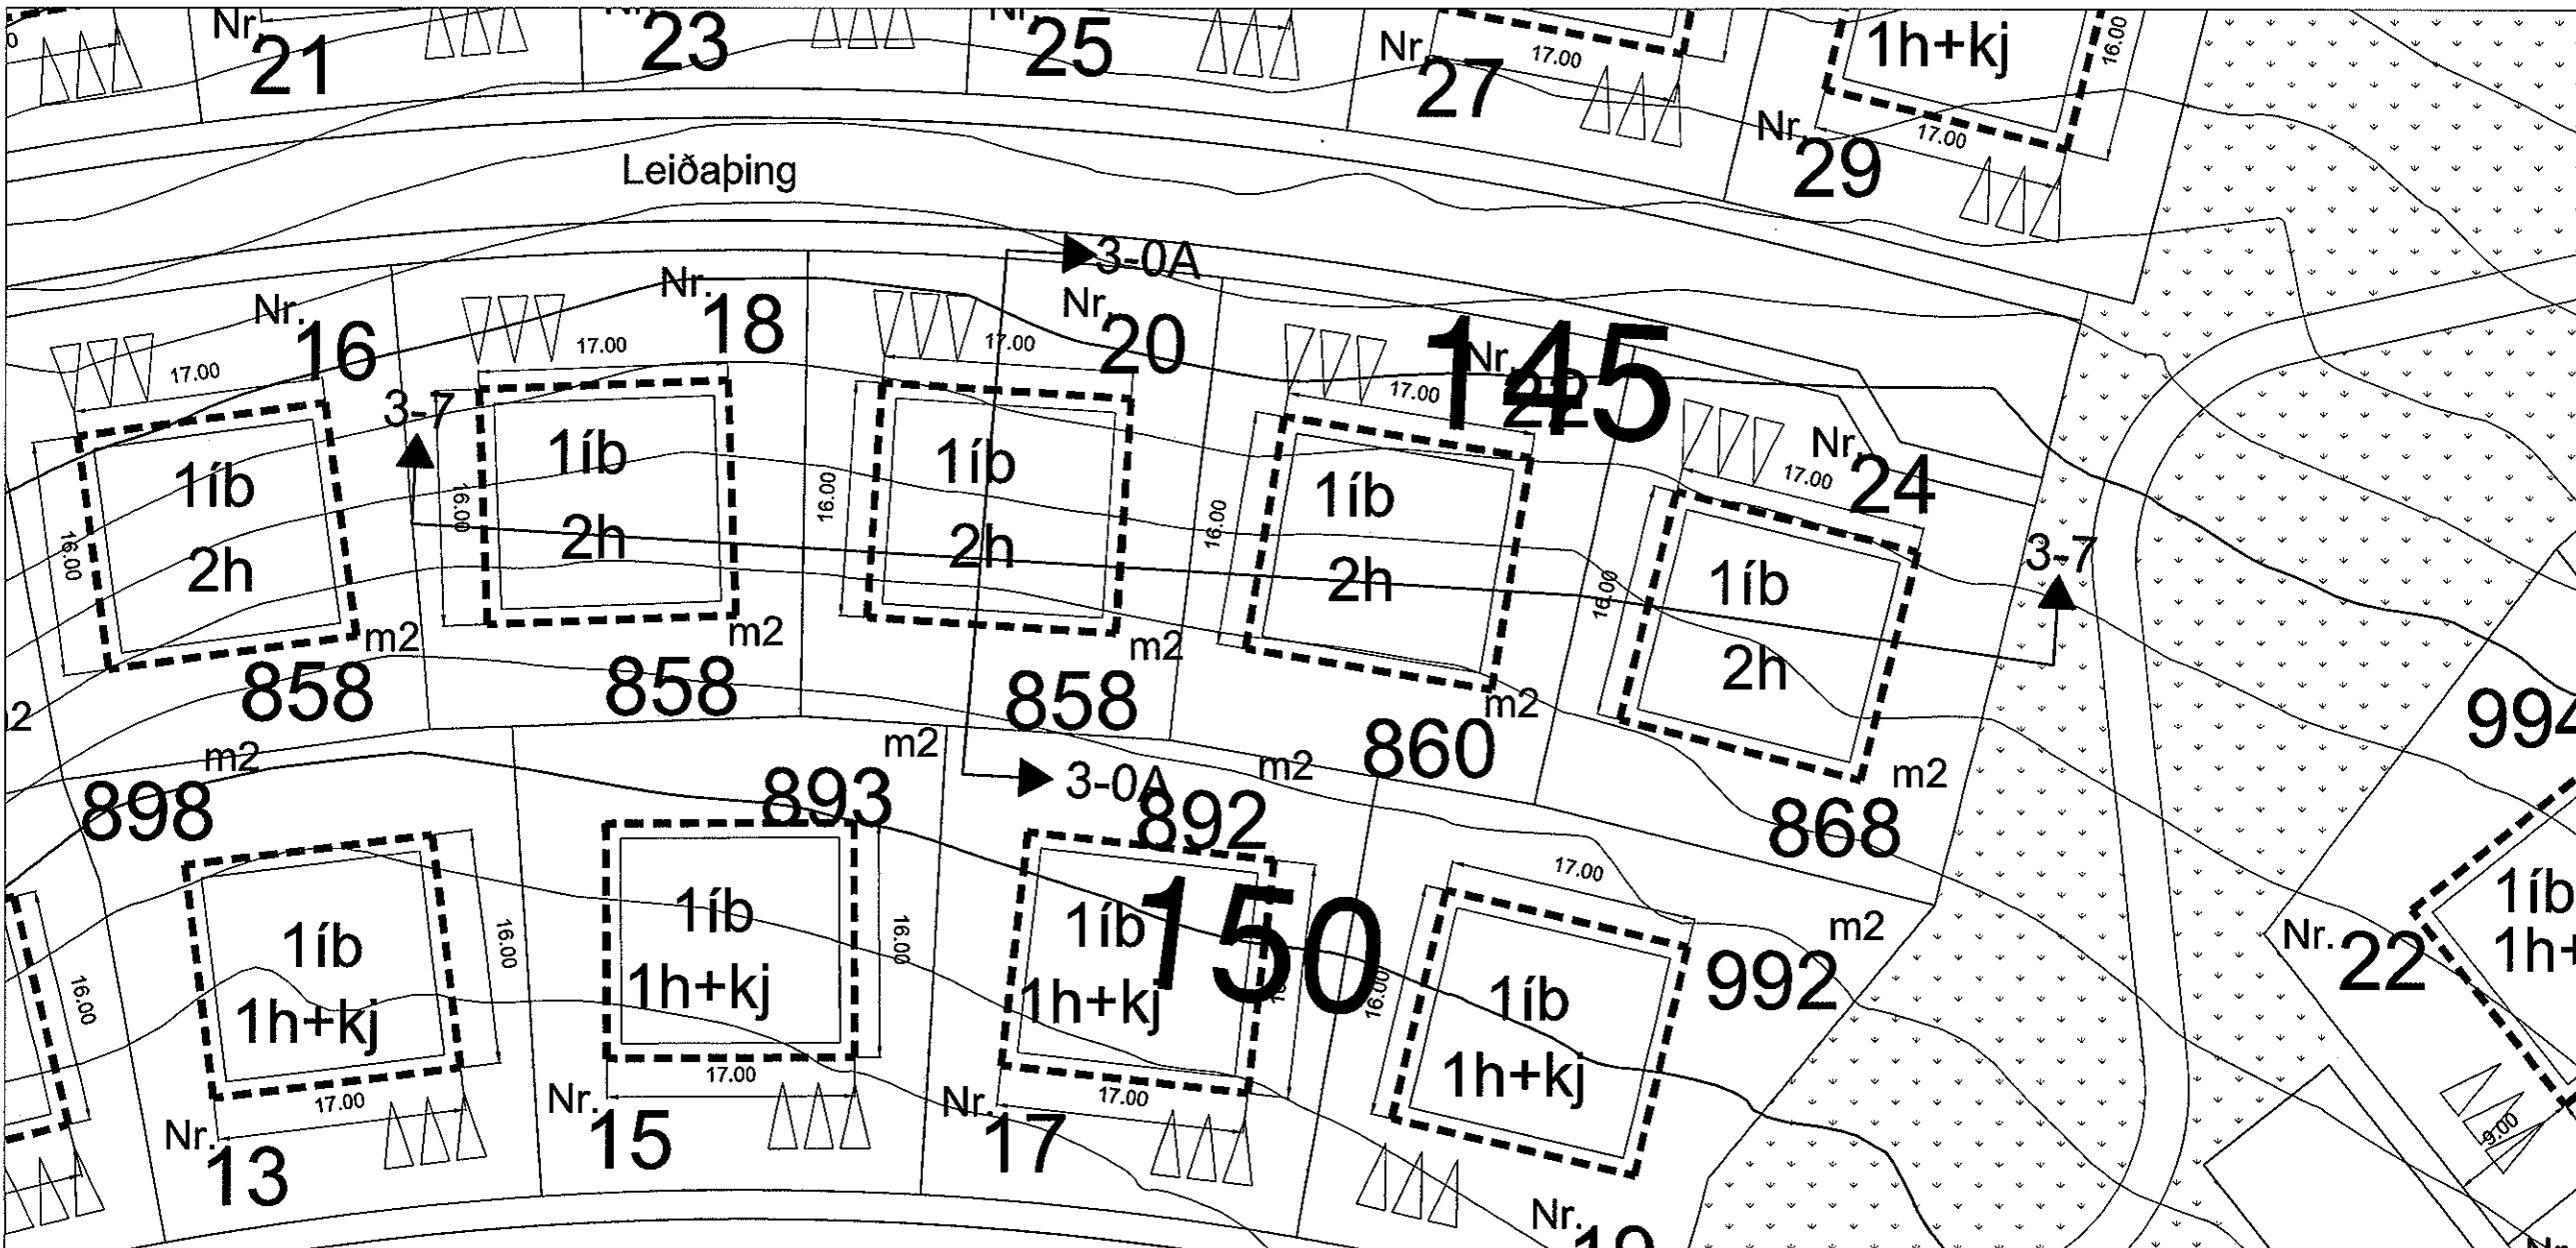 Nr. 21
Nr. 23
Nr. 25
Nr. 27
17.00
1h+kj
16.00
Nr. 29
17.00
Leiðaþing
3-0A
Nr. 16
17.00
Nr. 18
17.00
Nr. 20
17.00
145
Nr. 22
17.00
Nr. 24
17.00
3-7
3-7
1íb
2h
16.00
m2
858
1íb
2h
16.00
m2
858
1íb
2h
16.00
m2
858
1íb
2h
16.00
m2
860
1íb
2h
16.00
m2
868
3-0A
m2
898
m2
893
m2
892
m2
992
994
150
16.00
1íb
1h+kj
16.00
17.00
Nr. 13
1íb
1h+kj
16.00
17.00
Nr. 15
1íb
1h+kj
17.00
Nr. 17
17.00
16.00
1íb
1h+kj
Nr. 19
Nr. 22
1íb
1h+
9.00